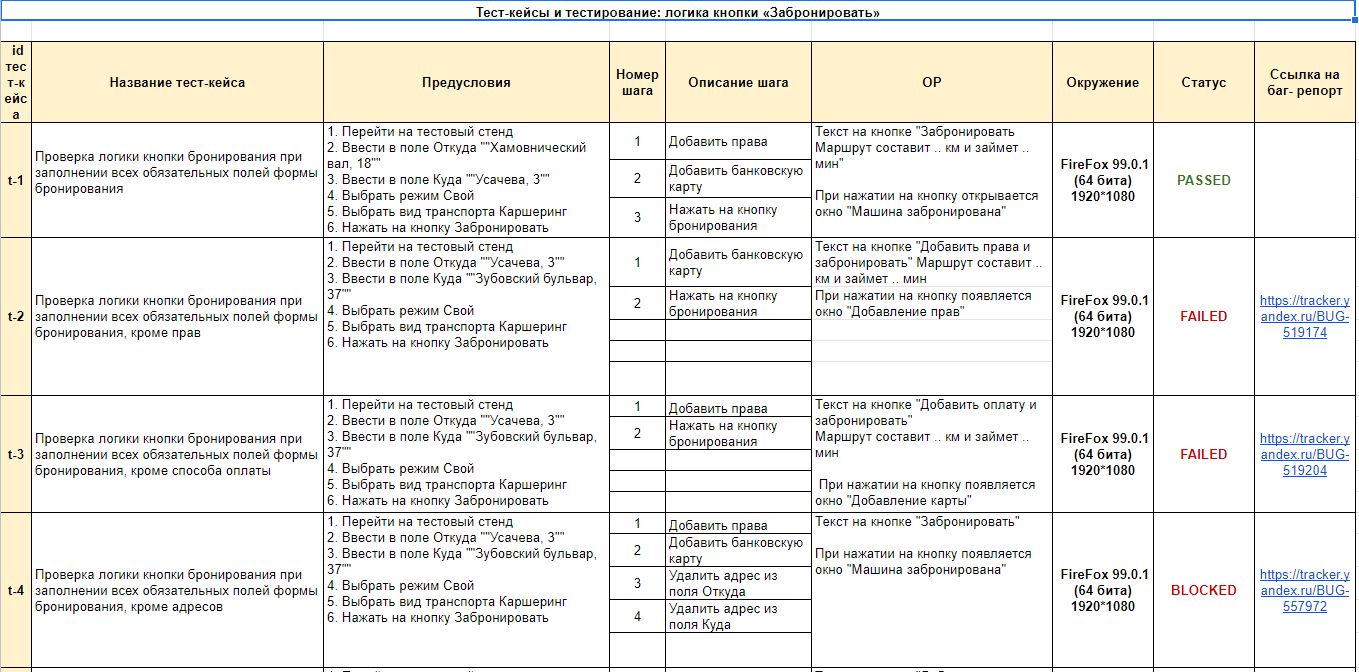 Тест-кейсы и тестирование: логика кнопки «Забронировать»
id
тес
т-к
ейс
а
Название тест-кейса
Предусловия
Номер
шага
Описание шага
ОР
Окружение
Статус
Ссылка на
баг- репорт
t-1
Проверка логики кнопки бронирования при
заполнении всех обязательных полей формы
бронирования
1. Перейти на тестовый стенд
2. Ввести в поле Откуда ""Хамовнический
вал, 18""
3. Ввести в поле Куда ""Усачева, 3""
4. Выбрать режим Свой
5. Выбрать вид транспорта Каршеринг
6. Нажать на кнопку Забронировать
1
Добавить права
2
Добавить банковскую
карту
3
Нажать на кнопку
бронирования
Текст на кнопке "Забронировать
Маршрут составит .. км и займет ..
мин"
При нажатии на кнопку открывается
окно "Машина забронирована"
FireFox 99.0.1
(64 бита)
1920*1080
PASSED
t-2
Проверка логики кнопки бронирования при
заполнении всех обязательных полей формы
бронирования, кроме прав
1. Перейти на тестовый стенд
2. Ввести в поле Откуда ""Усачева, 3""
3. Ввести в поле Куда ""Зубовский бульвар,
37""
4. Выбрать режим Свой
5. Выбрать вид транспорта Каршеринг
6. Нажать на кнопку Забронировать
1
Добавить банковскую
карту
2
Нажать на кнопку
бронирования
Текст на кнопке "Добавить права и
забронировать" Маршрут составит...
км и займет .. мин
При нажатии на кнопку появляется
окно "Добавление прав"
FireFox 99.0.1
(64 бита)
1920*1080
FAILED
https://tracker.y
andex.ru/BUG-
519174
t-3
Проверка логики кнопки бронирования при
заполнении всех обязательных полей формы
бронирования, кроме способа оплаты
1. Перейти на тестовый стенд
2. Ввести в поле Откуда ""Усачева, 3""
3. Ввести в поле Куда ""Зубовский бульвар,
37""
4. Выбрать режим Свой
5. Выбрать вид транспорта Каршеринг
6. Нажать на кнопку Забронировать
1
Добавить права
2
Нажать на кнопку
бронирования
Текст на кнопке "Добавить оплату и
забронировать"
Маршрут составит .. км и займет ..
мин
При нажатии на кнопку появляется
окно "Добавление карты"
FireFox 99.0.1
(64 бита)
1920*1080
FAILED
https://tracker.y
andex.ru/BUG-
519204
t-4
Проверка логики кнопки бронирования при
заполнении всех обязательных полей формы
бронирования, кроме адресов
1. Перейти на тестовый стенд
2. Ввести в поле Откуда ""Усачева, 3""
3. Ввести в поле Куда ""Зубовский бульвар,
37""
4. Выбрать режим Свой
5. Выбрать вид транспорта Каршеринг
6. Нажать на кнопку Забронировать
1
Добавить права
2
Добавить банковскую
карту
3
Удалить адрес из
поля Откуда
4
Удалить адрес из
поля Куда
Текст на кнопке "Забронировать"
При нажатии на кнопку появляется
окно "Машина забронирована"
FireFox 99.0.1
(64 бита)
1920*1080
BLOCKED
https://tracker.y
andex.ru/BUG-
557972